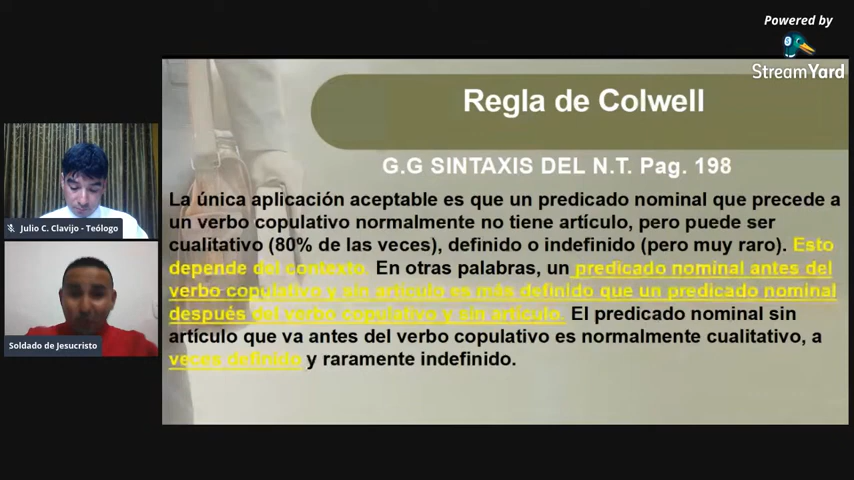 Powered by
StreamYard
Regla de Colwell
G.G SINTAXIS DEL N.T. Pag. 198
La única aplicación aceptable es que un predicado nominal que precede a
un verbo copulativo normalmente no tiene artículo, pero puede ser
cualitativo (80% de las veces), definido o indefinido (pero muy raro). Esto
depende del contexto. En otras palabras, un predicado nominal antes del
verbo copulativo y sin artículo es más definido que un predicado nominal
después del verbo copulativo y sin artículo. El predicado nominal sin
artículo que va antes del verbo copulativo es normalmente cualitativo, a
veces definido y raramente indefinido.
Julio C. Clavijo - Teólogo
Soldado de Jesucristo